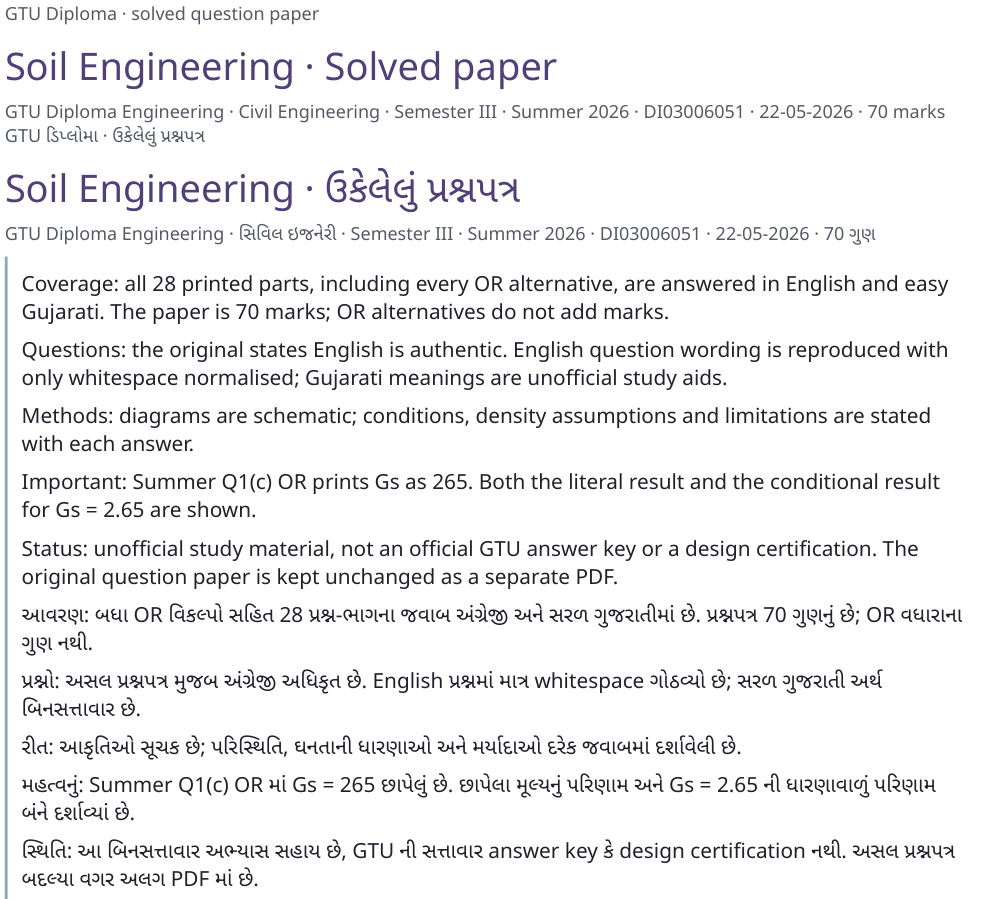 GTU Diploma · solved question paper
Soil Engineering · Solved paper
GTU Diploma Engineering · Civil Engineering · Semester III · Summer 2026 · DI03006051 · 22-05-2026 · 70 marks
GTU ડિપ્લોમા · ઉકેલેલું પ્રશ્નપત્ર
Soil Engineering · ઉકેલેલું પ્રશ્નપત્ર
GTU Diploma Engineering · સિવિલ ઇજનેરી · Semester III · Summer 2026 · DI03006051 · 22-05-2026 · 70 ગુણ
Coverage: all 28 printed parts, including every OR alternative, are answered in English and easy
Gujarati. The paper is 70 marks; OR alternatives do not add marks.
Questions: the original states English is authentic. English question wording is reproduced with
only whitespace normalised; Gujarati meanings are unofficial study aids.
Methods: diagrams are schematic; conditions, density assumptions and limitations are stated
with each answer.
Important: Summer Q1(c) OR prints Gs as 265. Both the literal result and the conditional result
for Gs = 2.65 are shown.
Status: unofficial study material, not an official GTU answer key or a design certification. The
original question paper is kept unchanged as a separate PDF.
આવરણ: બધા OR વિકલ્પો સહિત 28 પ્રશ્ન-ભાગના જવાબ અંગ્રેજી અને સરળ ગુજરાતીમાં છે. પ્રશ્નપત્ર 70 ગુણનું છે; OR વધારાના
ગુણ નથી.
પ્રશ્નો: અસલ પ્રશ્નપત્ર મુજબ અંગ્રેજી અધિકૃત છે. English પ્રશ્નમાં માત્ર whitespace ગોઠવ્યો છે; સરળ ગુજરાતી અર્થ
બિનસત્તાવાર છે.
રીત: આકૃતિઓ સૂચક છે; પરિસ્થિતિ, ઘનતાની ધારણાઓ અને મર્યાદાઓ દરેક જવાબમાં દર્શાવેલી છે.
મહત્વનું: Summer Q1(c) OR માં Gs = 265 છાપેલું છે. છાપેલા મૂલ્યનું પરિણામ અને Gs = 2.65 ની ધારણાવાળું પરિણામ
બંને દર્શાવ્યાં છે.
સ્થિતિ: આ બિનસત્તાવાર અભ્યાસ સહાય છે, GTU ની સત્તાવાર answer key કે design certification નથી. અસલ પ્રશ્નપત્ર
બદલ્યા વગર અલગ PDF માં છે.